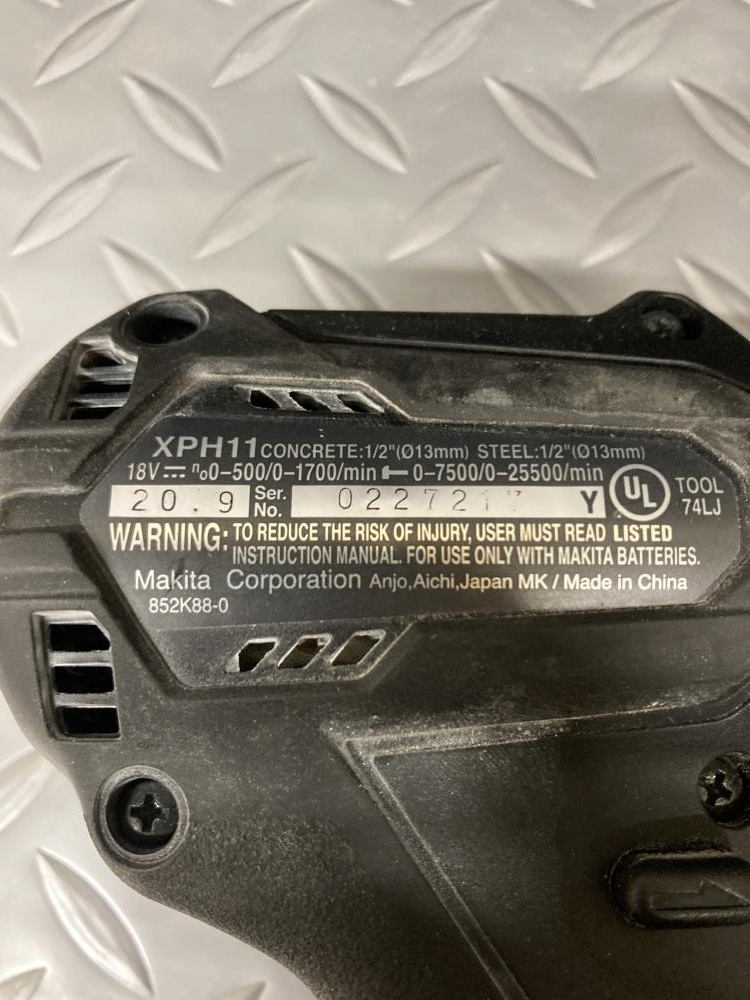 XPH11 CONCRETE:1/2"(Ø13mm) STEEL:1/2"(Ø13mm)
18V ⎓ n₀0-500/0-1700/min 0-7500/0-25500/min
20.9 Ser. No. Y UL TOOL 74LJ
WARNING: TO REDUCE THE RISK OF INJURY, USER MUST READ LISTED
INSTRUCTION MANUAL. FOR USE ONLY WITH MAKITA BATTERIES.
Makita Corporation Anjo,Aichi,Japan MK / Made in China
852K88-0